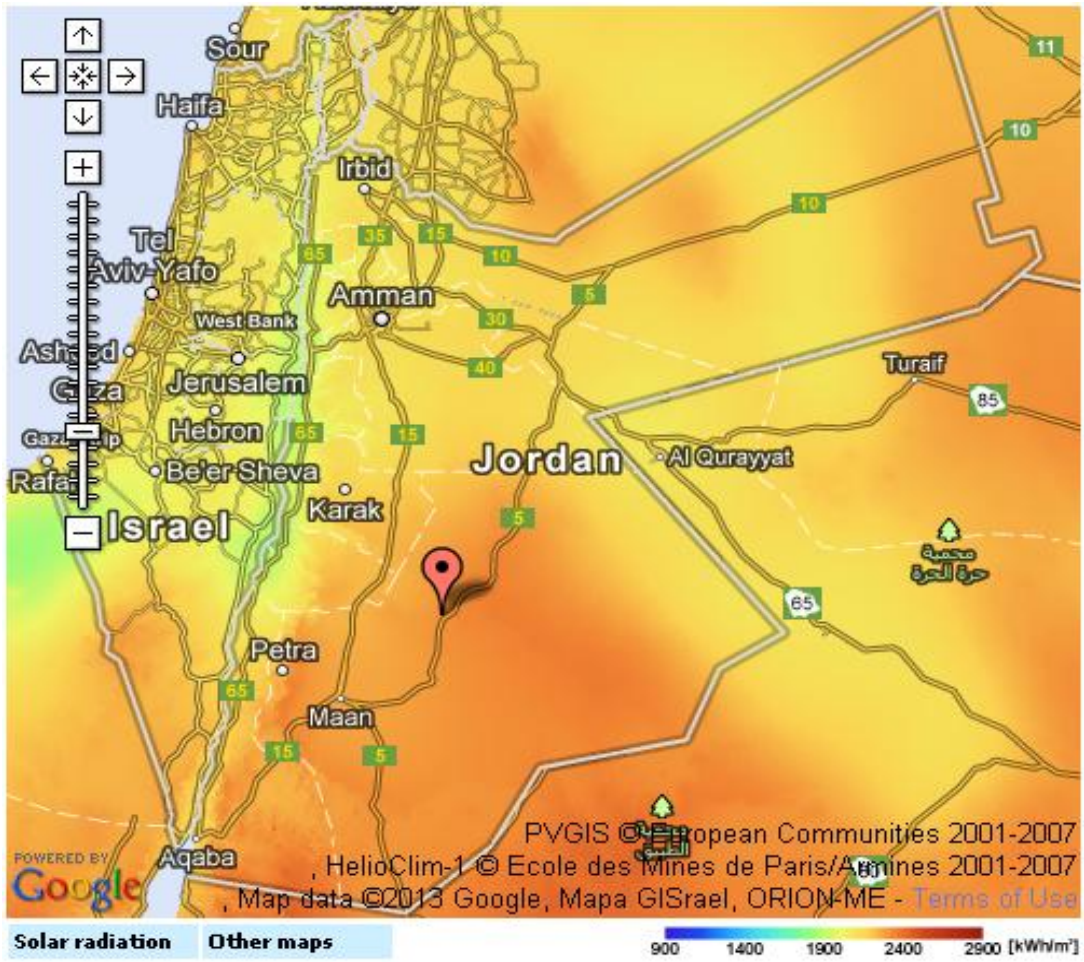 Sour
11
Haifa
10
Irbid
10
Tel
Aviv-Yafo
65
35
15
10
5
Amman
West Bank
30
40
Jerusalem
Turaif
85
Gaza
Hebron
65
15
Jordan
Al Qurayyat
Rafa
Be'er Sheva
Karak
Israel
5
محمية
حرة الحرة
65
Petra
65
Maan
15
5
Aqaba
80
PVGIS © European Communities 2001-2007
, HelioClim-1 © Ecole des Mines de Paris/Armines 2001-2007
, Map data ©2013 Google, Mapa GISrael, ORION-ME - Terms of Use
POWERED BY
Google
Solar radiation
Other maps
900 1400 1900 2400 2900 [kWh/m²]